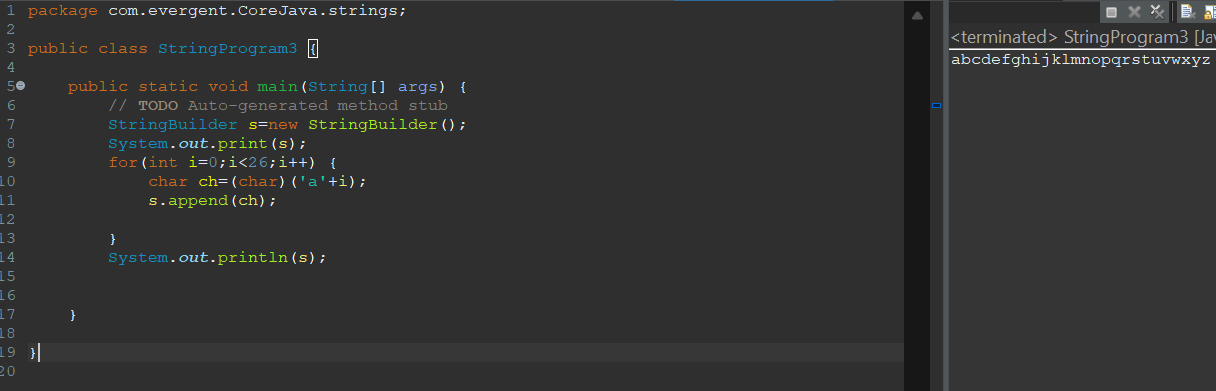 1 package com.evergent.CoreJava.strings;
2
3 public class StringProgram3 {
4
5 public static void main(String[] args) {
6 // TODO Auto-generated method stub
7 StringBuilder s=new StringBuilder();
8 System.out.print(s);
9 for(int i=0;i<26;i++) {
10 char ch=(char)('a'+i);
11 s.append(ch);
12
13 }
14 System.out.println(s);
15
16
17 }
18
19 }
20
<terminated> StringProgram3 [Ja
abcdefghijklmnopqrstuvwxyz